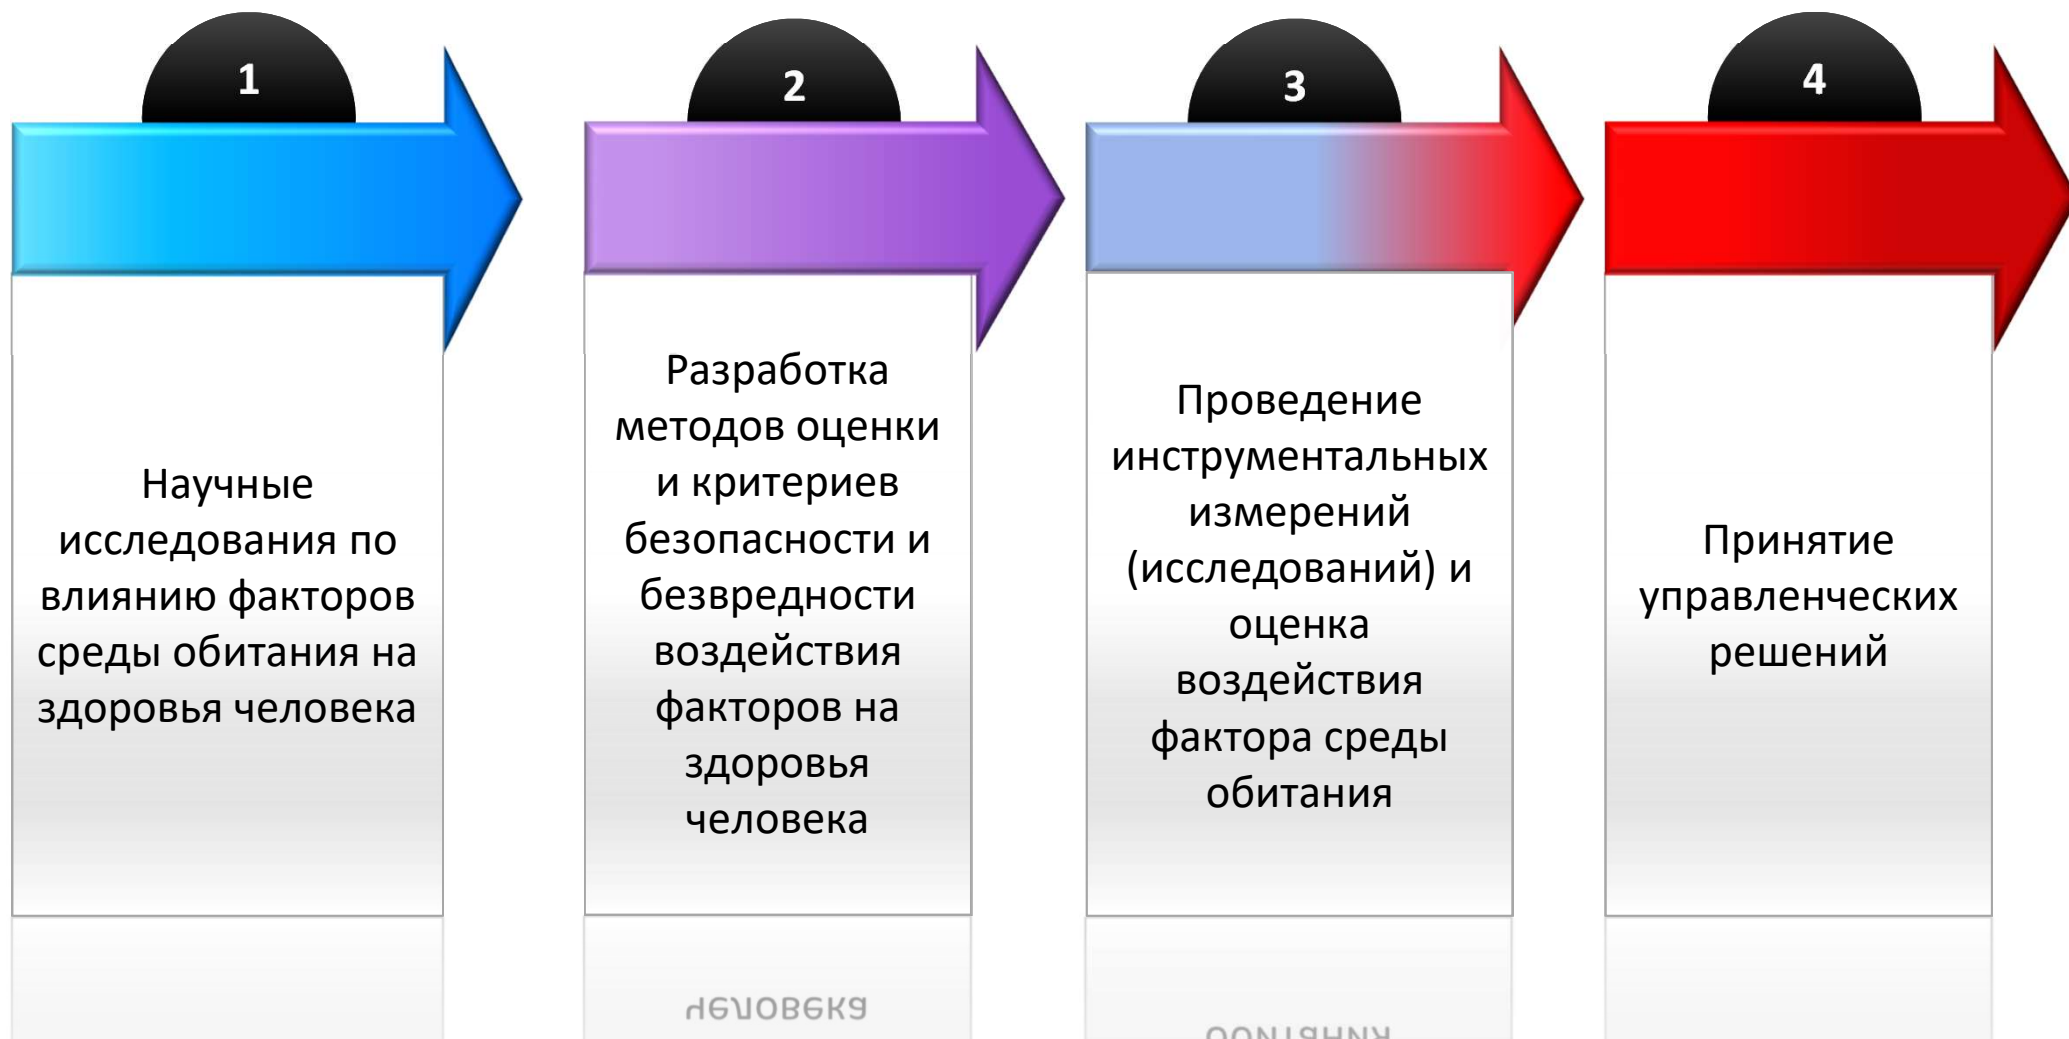 1
Научные
исследования по
влиянию факторов
среды обитания на
здоровья человека
2
Разработка
методов оценки
и критериев
безопасности и
безвредности
воздействия
факторов на
здоровья
человека
3
Проведение
инструментальных
измерений
(исследований) и
оценка
воздействия
фактора среды
обитания
4
Принятие
управленческих
решений